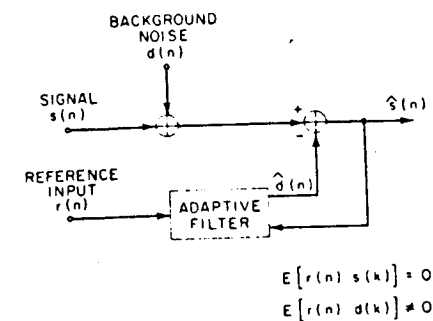 BACKGROUND
NOISE
d(n)
SIGNAL
s(n)
+
ŝ(n)
−
REFERENCE
INPUT
r(n)
d̂(n)
ADAPTIVE
FILTER
E[r(n) s(k)] = 0
E[r(n) d(k)] ≠ 0